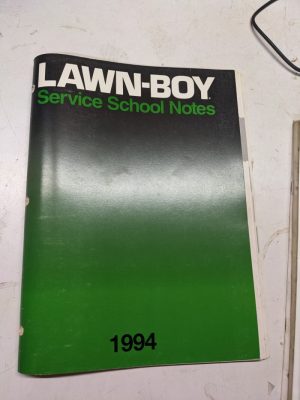 LAWN-BOY
Service School Notes
1994